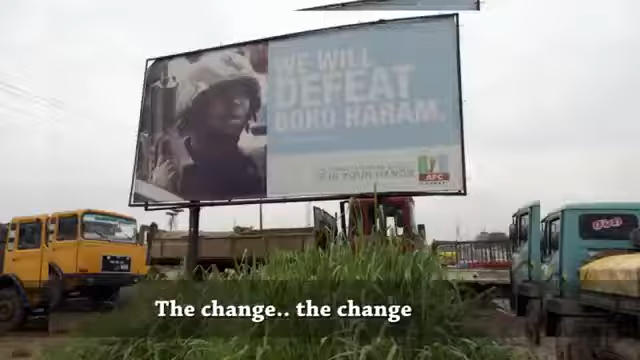 WE WILL
DEFEAT
BOKO HARAM.
IS IN YOUR HANDS
APC
The change.. the change